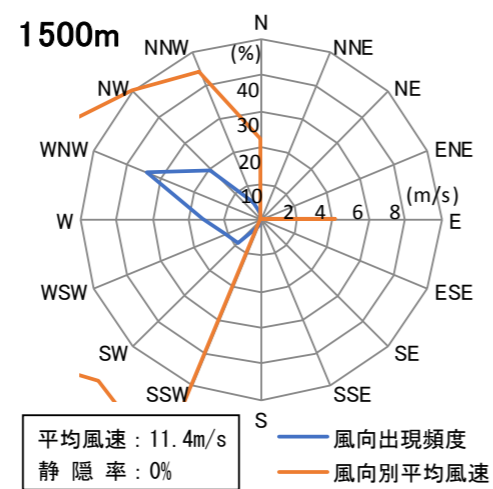 1500m
N
NNW
NNE
(%)
NW
40
NE
30
WNW
20
ENE
10
(m/s)
W
2 4 6 8
E
WSW
ESE
SW
SE
SSW
SSE
S
平均風速：11.4m/s
静 隠 率：0%
風向出現頻度
風向別平均風速